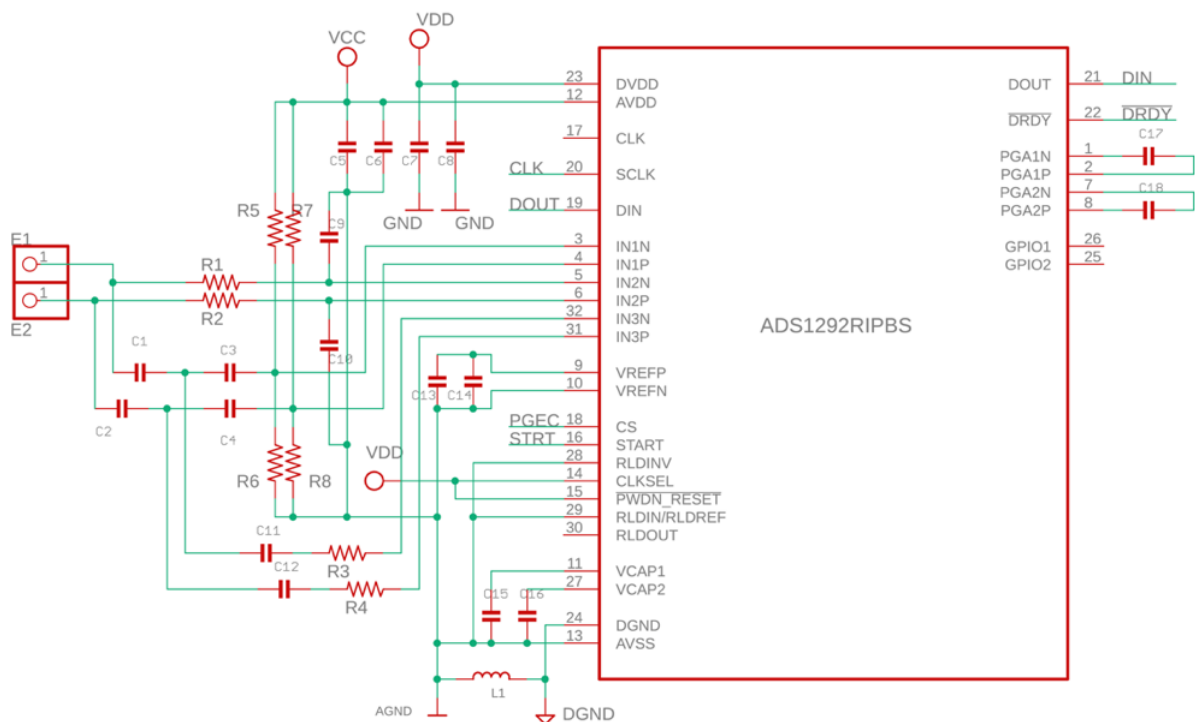 VDD
VCC
23 DVDD DOUT 21 DIN
12 AVDD
DRDY 22 DRDY
17 CLK C17
C5 C6 C7 C8
PGA1N 1
CLK 20 SCLK PGA1P 2
PGA2N 7 C18
DOUT 19 DIN PGA2P 8
R5 R7
GND GND
C9
E1 3 IN1N GPIO1 26
1 R1 4 IN1P GPIO2 25
5 IN2N
1 6 IN2P
E2 R2 32 IN3N ADS1292RIPBS
31 IN3P
C1 C3 C10
9 VREFP
C13 C14 10 VREFN
C2 C4
PGEC 18 CS
STRT 16 START
VDD 28 RLDINV
R6 R8 14 CLKSEL
15 PWDN_RESET
29 RLDIN/RLDREF
C11 30 RLDOUT
C12 R3 11 VCAP1
R4 C15 C16 27 VCAP2
24 DGND
13 AVSS
L1
AGND DGND